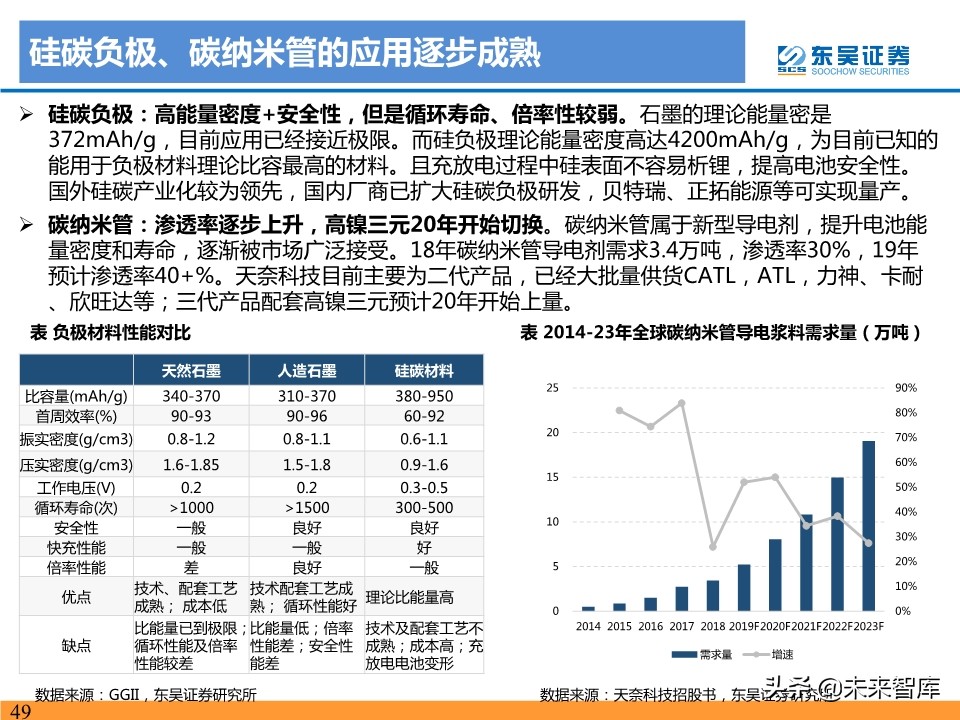 硅碳负极、碳纳米管的应用逐步成熟
东吴证券
SCS SOOCHOW SECURITIES
➢ 硅碳负极：高能量密度+安全性，但是循环寿命、倍率性较弱。石墨的理论能量密是
372mAh/g，目前应用已经接近极限。而硅负极理论能量密度高达4200mAh/g，为目前已知的
能用于负极材料理论比容最高的材料。且充放电过程中硅表面不容易析锂，提高电池安全性。
国外硅碳产业化较为领先，国内厂商已扩大硅碳负极研发，贝特瑞、正拓能源等可实现量产。
➢ 碳纳米管：渗透率逐步上升，高镍三元20年开始切换。碳纳米管属于新型导电剂，提升电池能
量密度和寿命，逐渐被市场广泛接受。18年碳纳米管导电剂需求3.4万吨，渗透率30%，19年
预计渗透率40+%。天奈科技目前主要为二代产品，已经大批量供货CATL，ATL，力神、卡耐
、欣旺达等；三代产品配套高镍三元预计20年开始上量。
表 负极材料性能对比
天然石墨 人造石墨 硅碳材料
比容量(mAh/g) 340-370 310-370 380-950
首周效率(%) 90-93 90-96 60-92
振实密度(g/cm3) 0.8-1.2 0.8-1.1 0.6-1.1
压实密度(g/cm3) 1.6-1.85 1.5-1.8 0.9-1.6
工作电压(V) 0.2 0.2 0.3-0.5
循环寿命(次) >1000 >1500 300-500
安全性 一般 良好 良好
快充性能 一般 一般 好
倍率性能 差 良好 一般
优点 技术、配套工艺成熟； 成本低 技术配套工艺成熟； 循环性能好 理论比能量高
缺点 比能量已到极限；循环性能及倍率性能较差 比能量低；倍率性能差；安全性能差 技术及配套工艺不成熟；成本高；充放电电池变形
数据来源：GGII，东吴证券研究所
表 2014-23年全球碳纳米管导电浆料需求量（万吨）
25
20
15
10
5
0
90%
80%
70%
60%
50%
40%
30%
20%
10%
0%
2014 2015 2016 2017 2018 2019F 2020F 2021F 2022F 2023F
需求量 增速
数据来源：天奈科技招股书，东吴证券研究所
头条 @未来智库
49